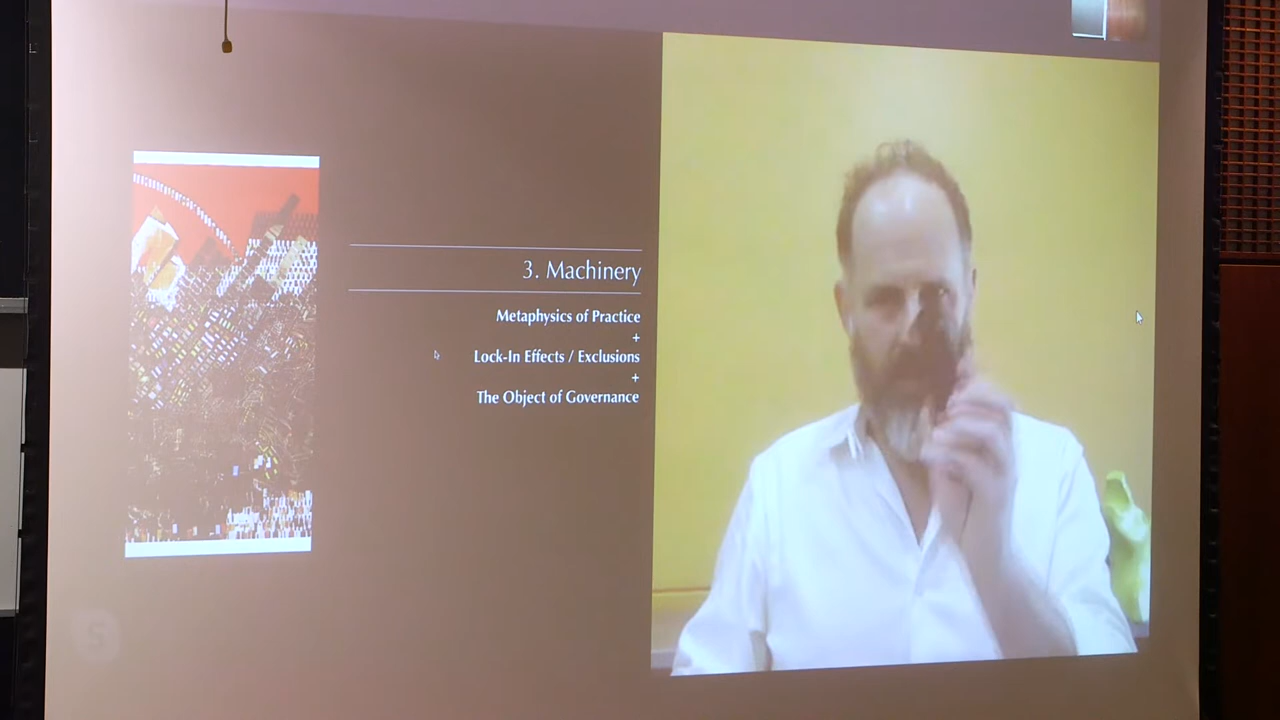 3. Machinery
Metaphysics of Practice
+
Lock-In Effects / Exclusions
+
The Object of Governance